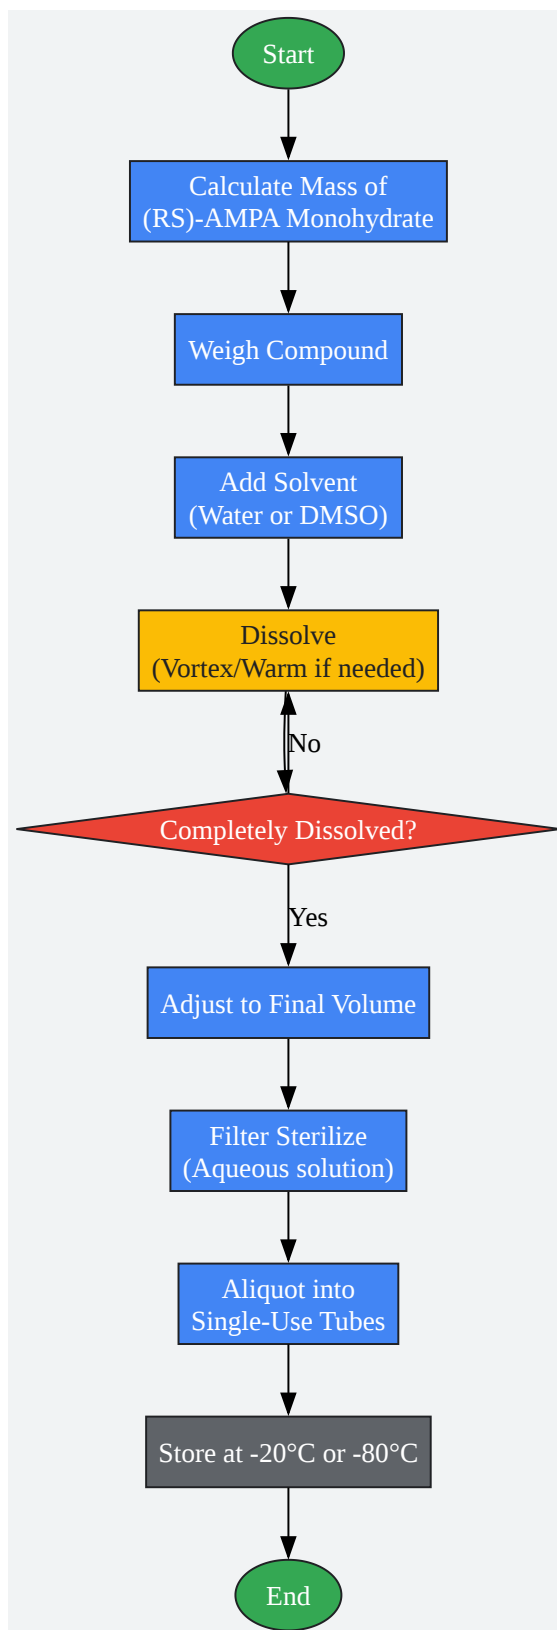 Start
Calculate Mass of
(RS)-AMPA Monohydrate
Weigh Compound
Add Solvent
(Water or DMSO)
Dissolve
(Vortex/Warm if needed)
No
Completely Dissolved?
Yes
Adjust to Final Volume
Filter Sterilize
(Aqueous solution)
Aliquot into
Single-Use Tubes
Store at -20°C or -80°C
End